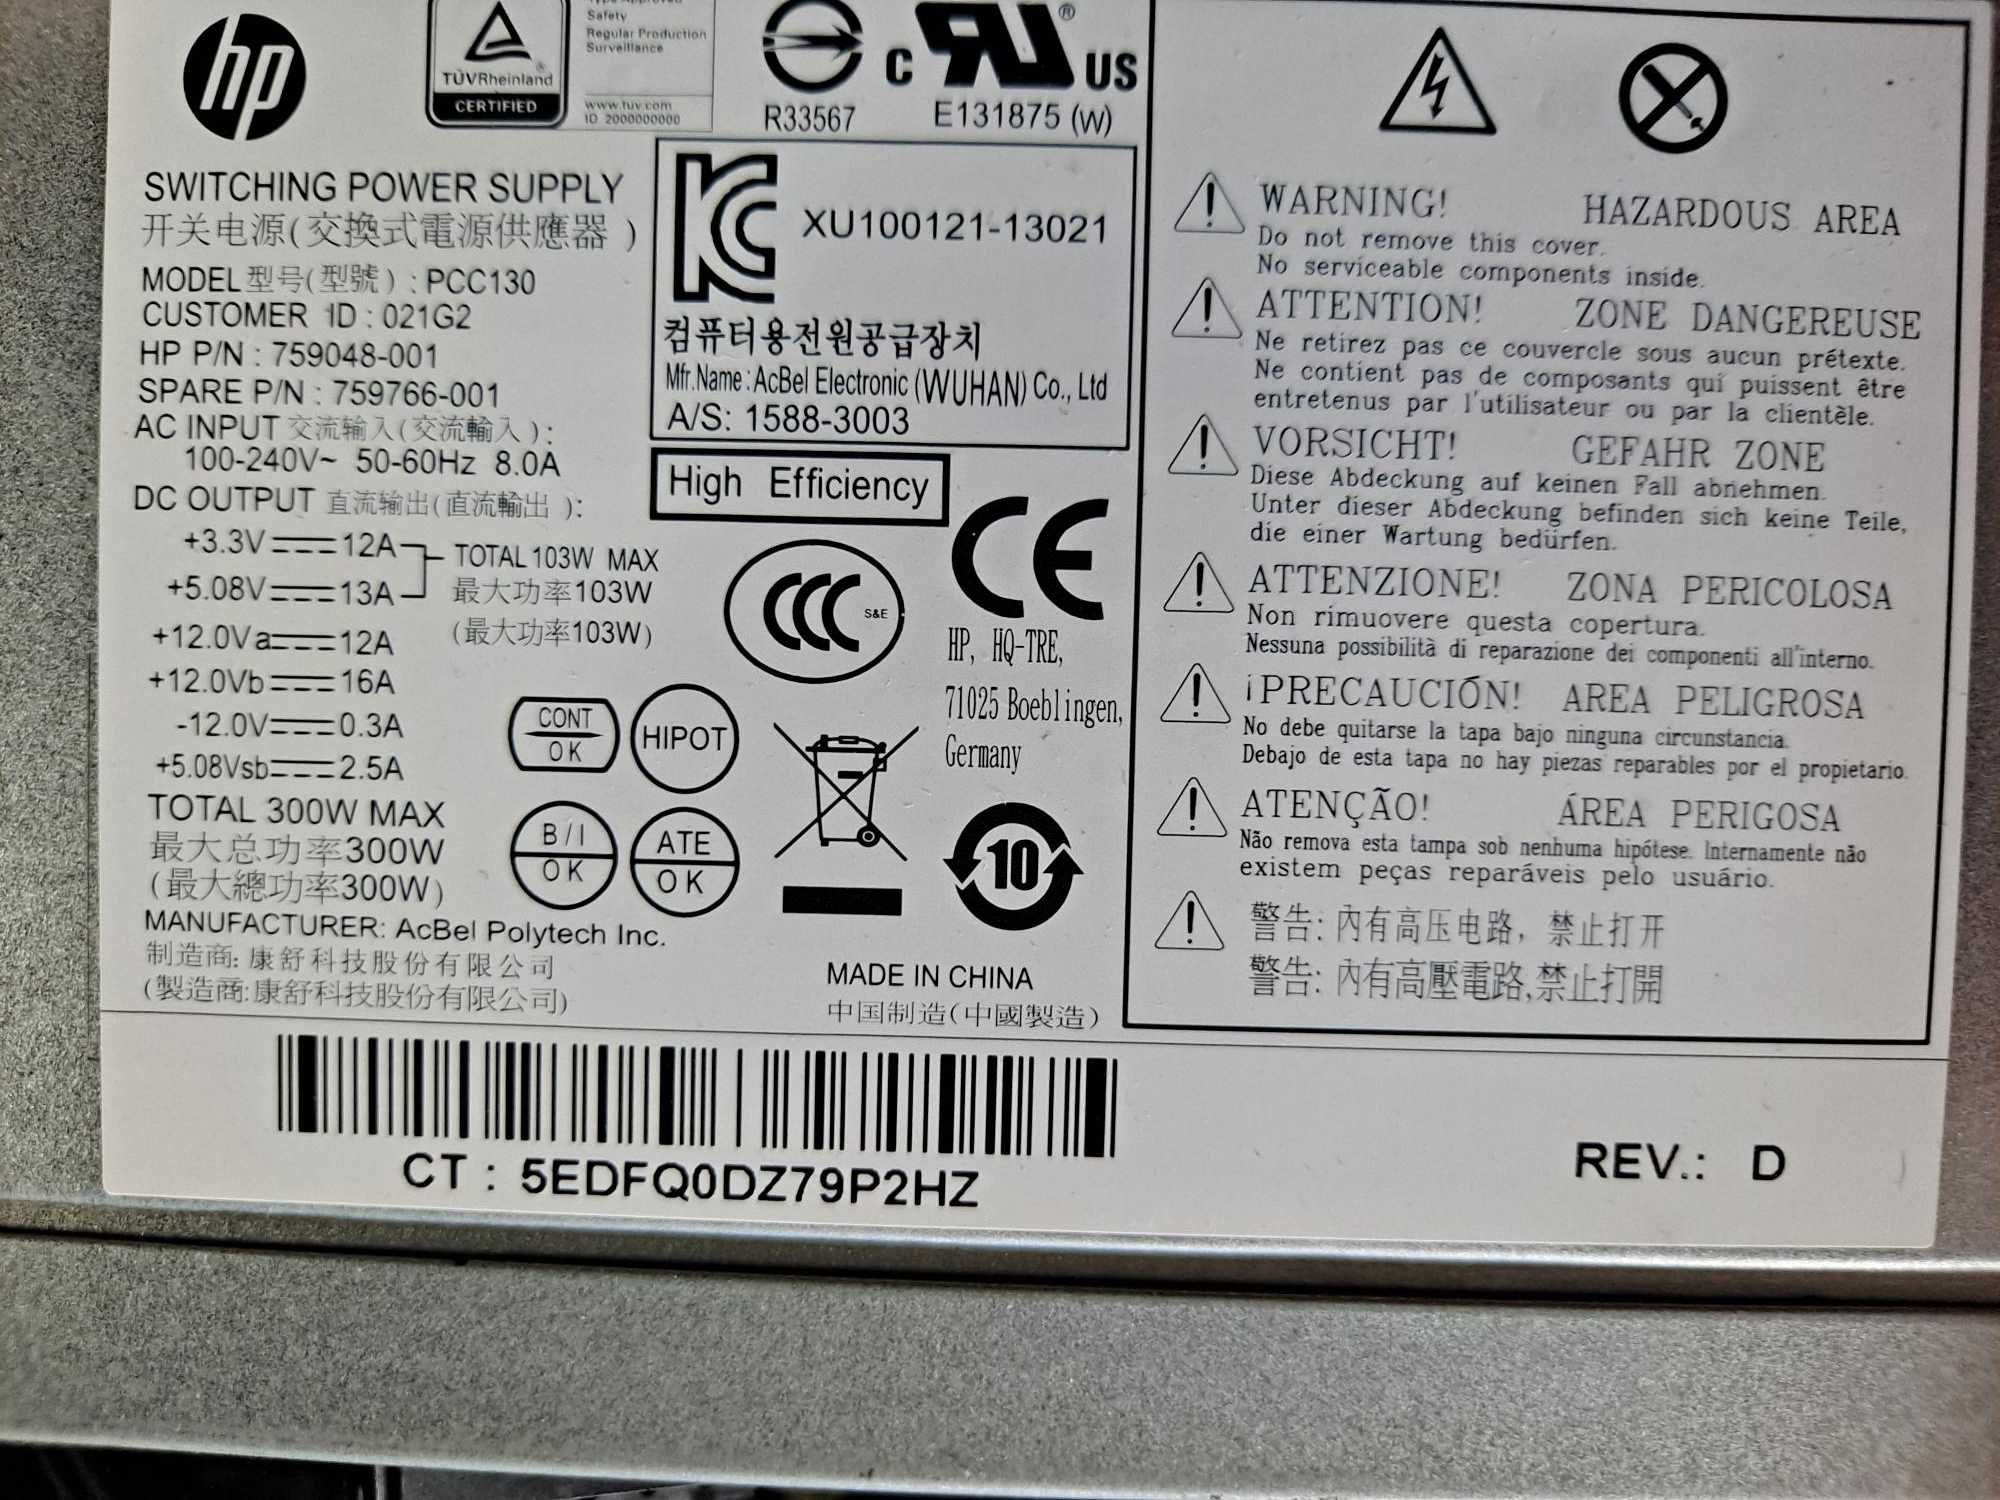 hp
TÜVRheinland
CERTIFIED
Safety
Regular Production
Surveillance
www.tuv.com
ID 2000000000
R33567
C US ®
E131875 (W)
SWITCHING POWER SUPPLY
开关电源(交換式電源供應器 )
MODEL 型号(型號) : PCC130
CUSTOMER ID : 021G2
HP P/N : 759048-001
SPARE P/N : 759766-001
AC INPUT 交流输入(交流輸入 ):
100-240V~ 50-60Hz 8.0A
DC OUTPUT 直流输出(直流輸出 ):
+3.3V 12A
+5.08V 13A
TOTAL 103W MAX
最大功率103W
(最大功率103W)
+12.0Va 12A
+12.0Vb 16A
-12.0V 0.3A
+5.08Vsb 2.5A
TOTAL 300W MAX
最大总功率300W
(最大總功率300W)
MANUFACTURER: AcBel Polytech Inc.
制造商: 康舒科技股份有限公司
(製造商:康舒科技股份有限公司)
XU100121-13021
컴퓨터용전원공급장치
Mfr.Name : AcBel Electronic (WUHAN) Co., Ltd
A/S: 1588-3003
High Efficiency
CCC S&E
CE
HP, HQ-TRE,
71025 Boeblingen,
Germany
CONT
OK
HIPOT
B/I
OK
ATE
OK
10
MADE IN CHINA
中国制造(中國製造)
WARNING! HAZARDOUS AREA
Do not remove this cover.
No serviceable components inside.
ATTENTION! ZONE DANGEREUSE
Ne retirez pas ce couvercle sous aucun prétexte.
Ne contient pas de composants qui puissent être
entretenus par l'utilisateur ou par la clientèle.
VORSICHT! GEFAHR ZONE
Diese Abdeckung auf keinen Fall abnehmen.
Unter dieser Abdeckung befinden sich keine Teile,
die einer Wartung bedürfen.
ATTENZIONE! ZONA PERICOLOSA
Non rimuovere questa copertura.
Nessuna possibilità di reparazione dei componenti all'interno.
¡PRECAUCIÓN! AREA PELIGROSA
No debe quitarse la tapa bajo ninguna circunstancia.
Debajo de esta tapa no hay piezas reparables por el propietario.
ATENÇÃO! ÁREA PERIGOSA
Não remova esta tampa sob nenhuma hipótese. Internamente não
existem peças reparáveis pelo usuário.
警告: 内有高压电路, 禁止打开
警告: 內有高壓電路,禁止打開
CT : 5EDFQ0DZ79P2HZ
REV.: D